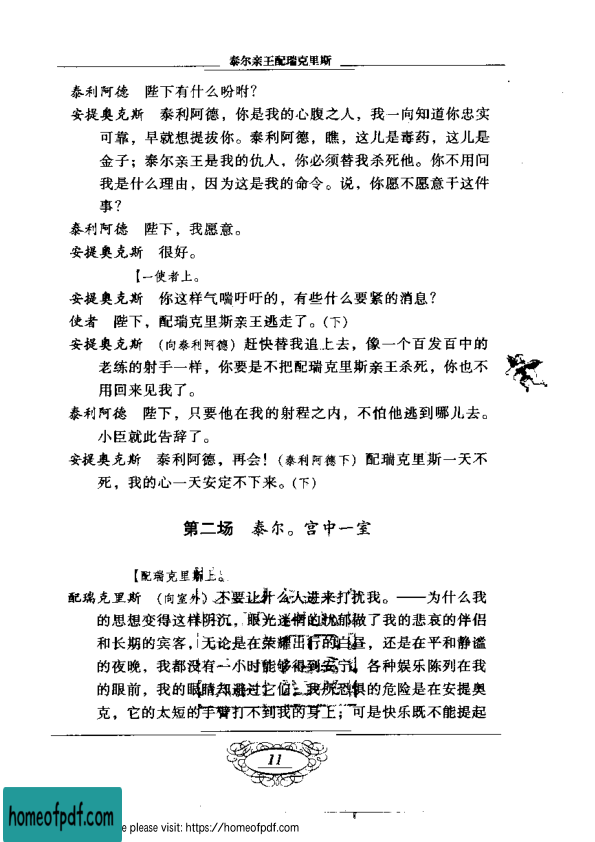 泰尔亲王配瑞克里斯
泰利阿德 陛下有什么吩咐？
安提奥克斯 泰利阿德，你是我的心腹之人，我一向知道你忠实
可靠，早就想提拔你。泰利阿德，瞧，这儿是毒药，这儿是
金子；泰尔亲王是我的仇人，你必须替我杀死他。你不用问
我是什么理由，因为这是我的命令。说，你愿不愿意干这件
事？
泰利阿德 陛下，我愿意。
安提奥克斯 很好。
【一使者上。
安提奥克斯 你这样气喘吁吁的，有些什么要紧的消息？
使者 陛下，配瑞克里斯亲王逃走了。(下)
安提奥克斯 (向泰利阿德) 赶快替我追上去，像一个百发百中的
老练的射手一样，你要是不把配瑞克里斯亲王杀死，你也不
用回来见我了。
泰利阿德 陛下，只要他在我的射程之内，不怕他逃到哪儿去。
小臣就此告辞了。
安提奥克斯 泰利阿德，再会！(泰利阿德下) 配瑞克里斯一天不
死，我的心一天安定不下来。(下)
第二场 泰尔。宫中一室
【配瑞克里斯上。
配瑞克里斯 (向室外) 不要让什么人进来打扰我。——为什么我
的思想变得这样阴沉，眼光迷惘的忧郁做了我的悲哀的伴侣
和长期的宾客，无论是在荣耀出行的白昼，还是在平和静谧
的夜晚，我都没有一小时能够得到安宁。各种娱乐陈列在我
的眼前，我的眼睛却避过它们；我所恐惧的危险是在安提奥
克，它的太短的手臂打不到我的身上；可是快乐既不能提起
11
homeofpdf.com
e please visit: https://homeofpdf.com